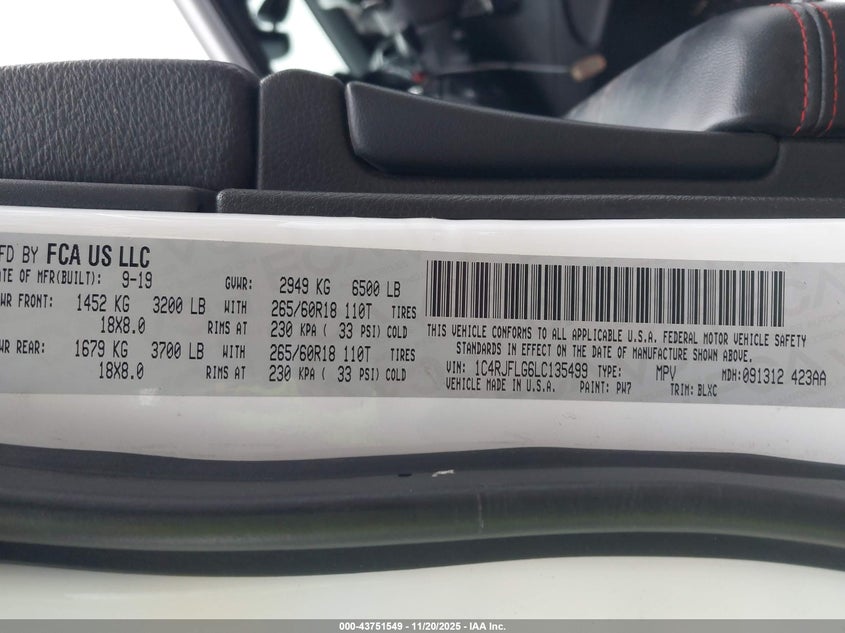 FD BY FCA US LLC
ATE OF MFR(BUILT): 9-19 GVWR: 2949 KG 6500 LB
WR FRONT: 1452 KG 3200 LB WITH 265/60R18 110T TIRES
18X8.0 RIMS AT 230 KPA ( 33 PSI) COLD
WR REAR: 1679 KG 3700 LB WITH 265/60R18 110T TIRES
18X8.0 RIMS AT 230 KPA ( 33 PSI) COLD
THIS VEHICLE CONFORMS TO ALL APPLICABLE U.S.A. FEDERAL MOTOR VEHICLE SAFETY
STANDARDS IN EFFECT ON THE DATE OF MANUFACTURE SHOWN ABOVE.
VIN: 1C4RJFLG6LC135499 TYPE: MPV MDH: 091312 423AA
VEHICLE MADE IN U.S.A. PAINT: PW7 TRIM: BLXC
000-43751549 - 11/20/2025 - IAA Inc.